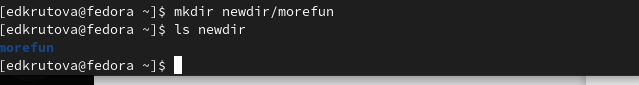 [edkrutova@fedora ~]$ mkdir newdir/morefun
[edkrutova@fedora ~]$ ls newdir
morefun
[edkrutova@fedora ~]$